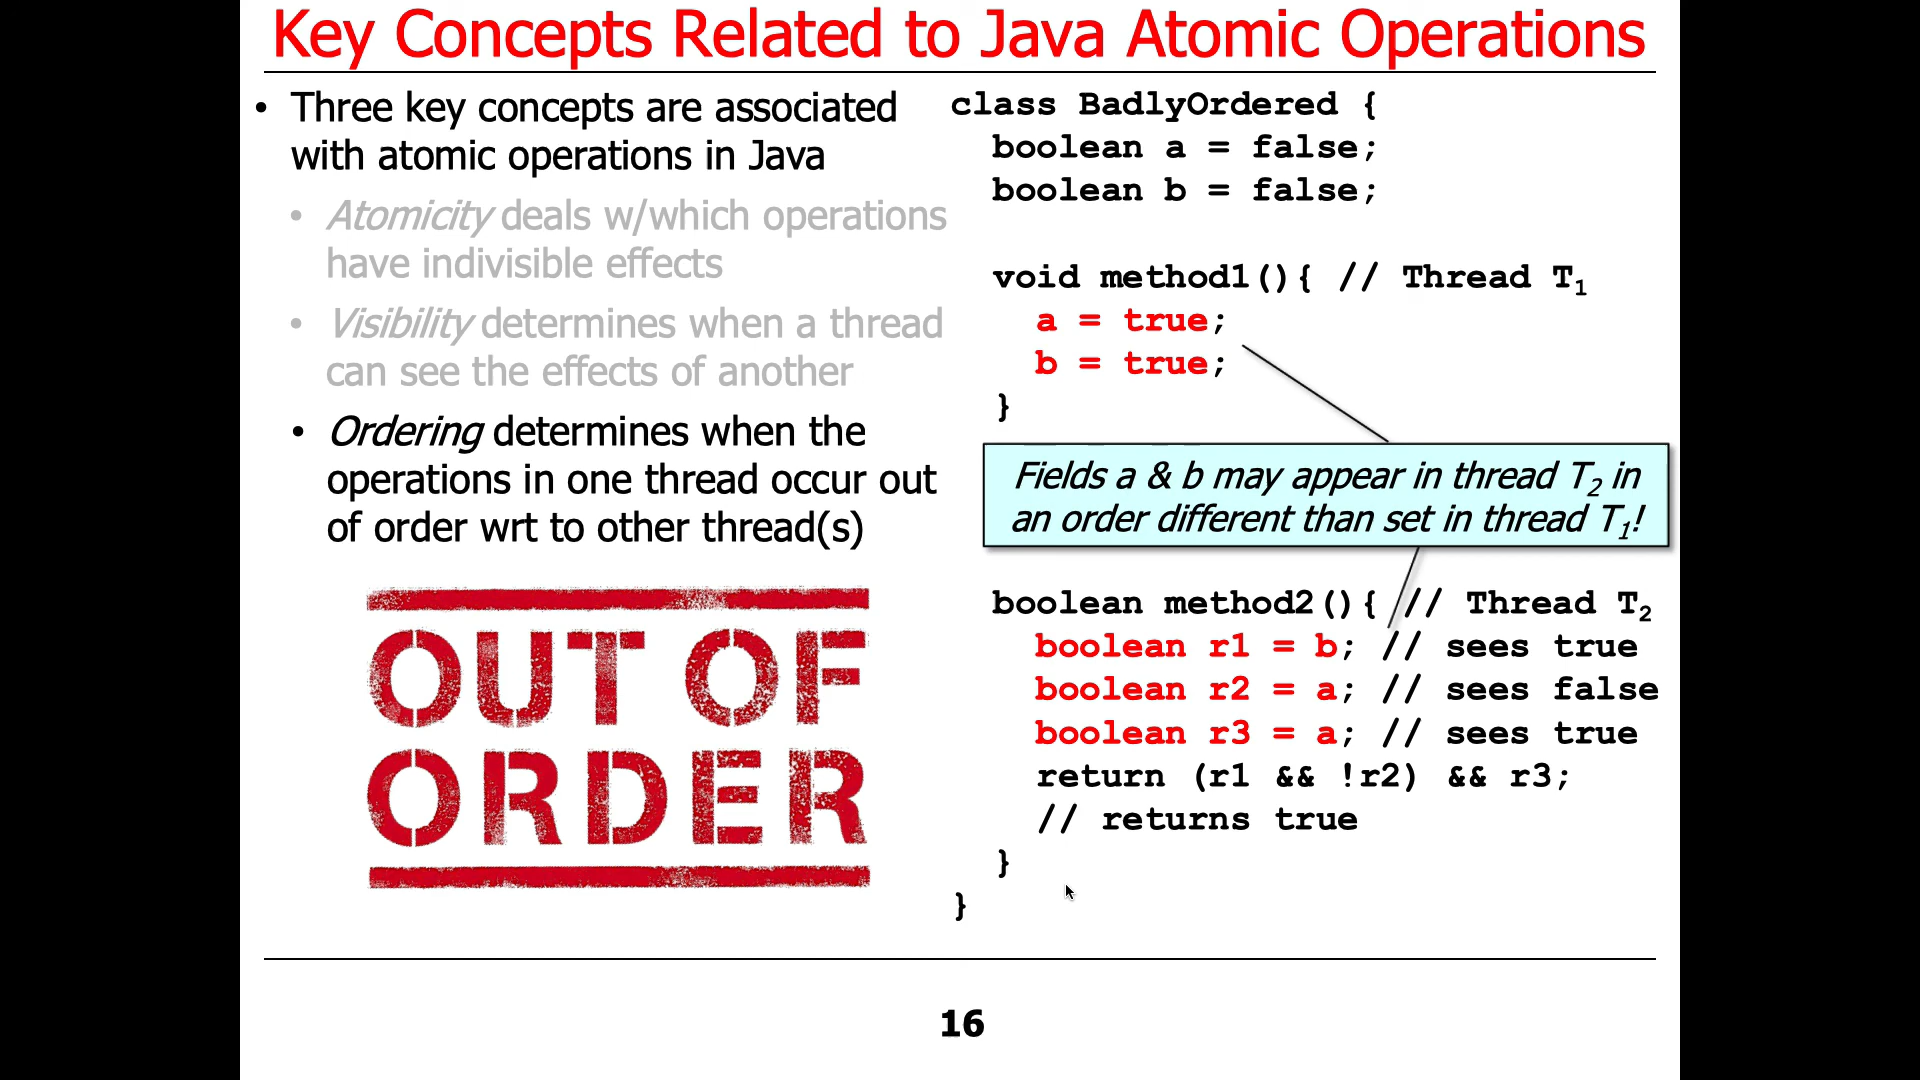 Key Concepts Related to Java Atomic Operations
• Three key concepts are associated
with atomic operations in Java
• Atomicity deals w/which operations
have indivisible effects
• Visibility determines when a thread
can see the effects of another
• Ordering determines when the
operations in one thread occur out
of order wrt to other thread(s)
OUT OF
ORDER
class BadlyOrdered {
boolean a = false;
boolean b = false;
void method1(){ // Thread T1
a = true;
b = true;
}
Fields a & b may appear in thread T2 in
an order different than set in thread T1!
boolean method2(){ // Thread T2
boolean r1 = b; // sees true
boolean r2 = a; // sees false
boolean r3 = a; // sees true
return (r1 && !r2) && r3;
// returns true
}
}
16